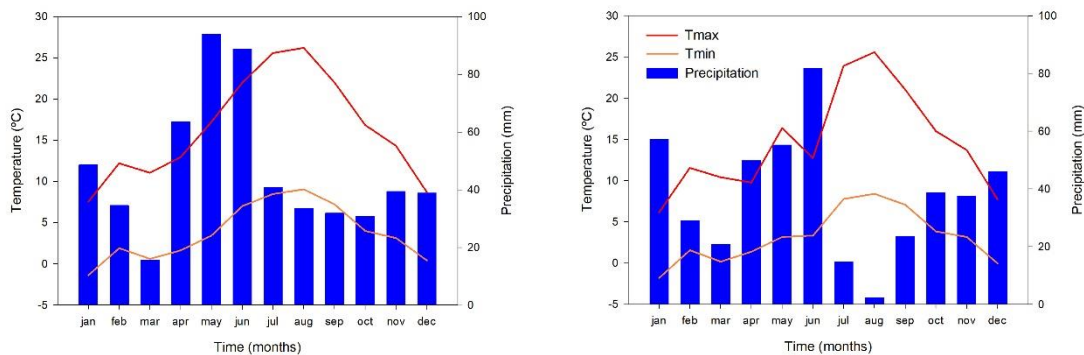 30
25
20
15
10
5
0
-5
Temperature (ºC)
100
80
60
40
20
0
Precipitation (mm)
jan feb mar apr may jun jul aug sep oct nov dec
Time (months)
30
25
20
15
10
5
0
-5
Temperature (ºC)
Tmax
Tmin
Precipitation
100
80
60
40
20
0
Precipitation (mm)
jan feb mar apr may jun jul aug sep oct nov dec
Time (months)